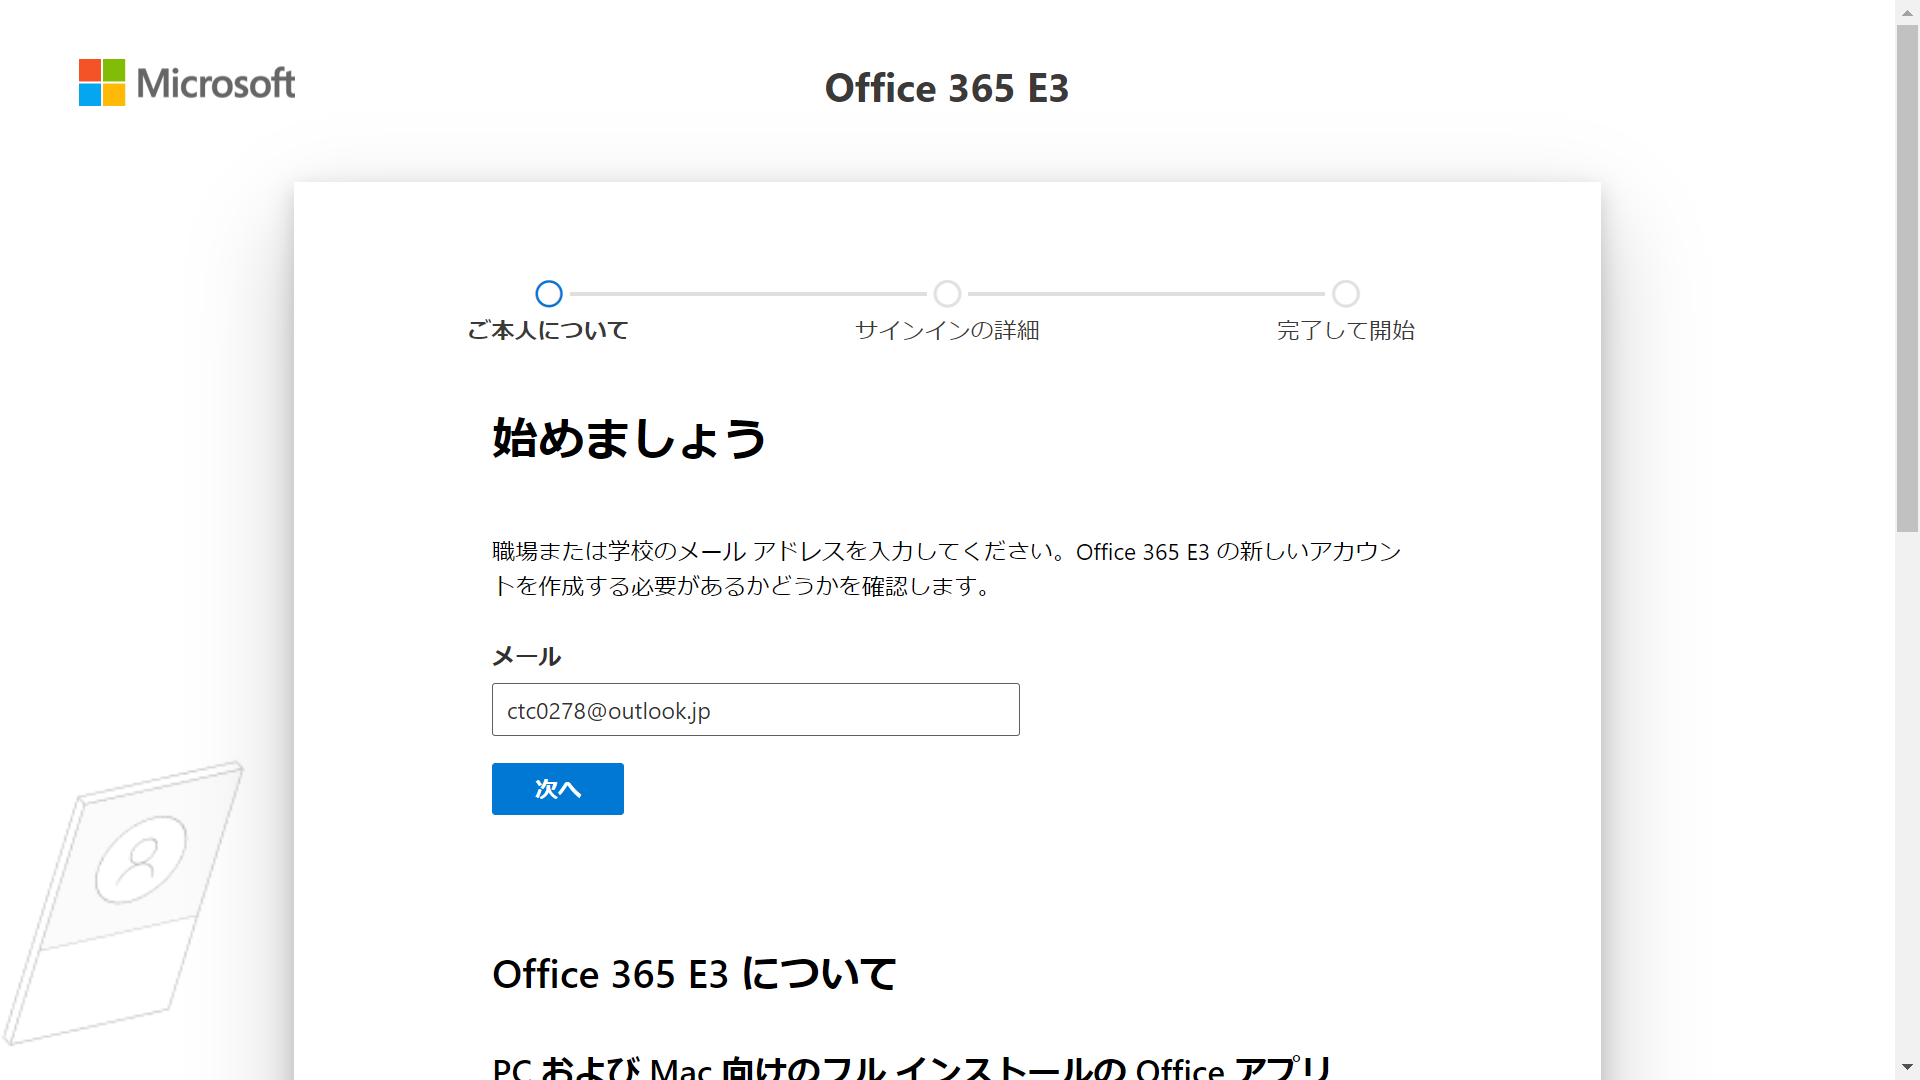 Microsoft
Office 365 E3
ご本人について
サインインの詳細
完了して開始
始めましょう
職場または学校のメール アドレスを入力してください。Office 365 E3 の新しいアカウン
トを作成する必要があるかどうかを確認します。
メール
ctc0278@outlook.jp
次へ
Office 365 E3 について
PC および Mac 向けのフル インストールの Office アプリ